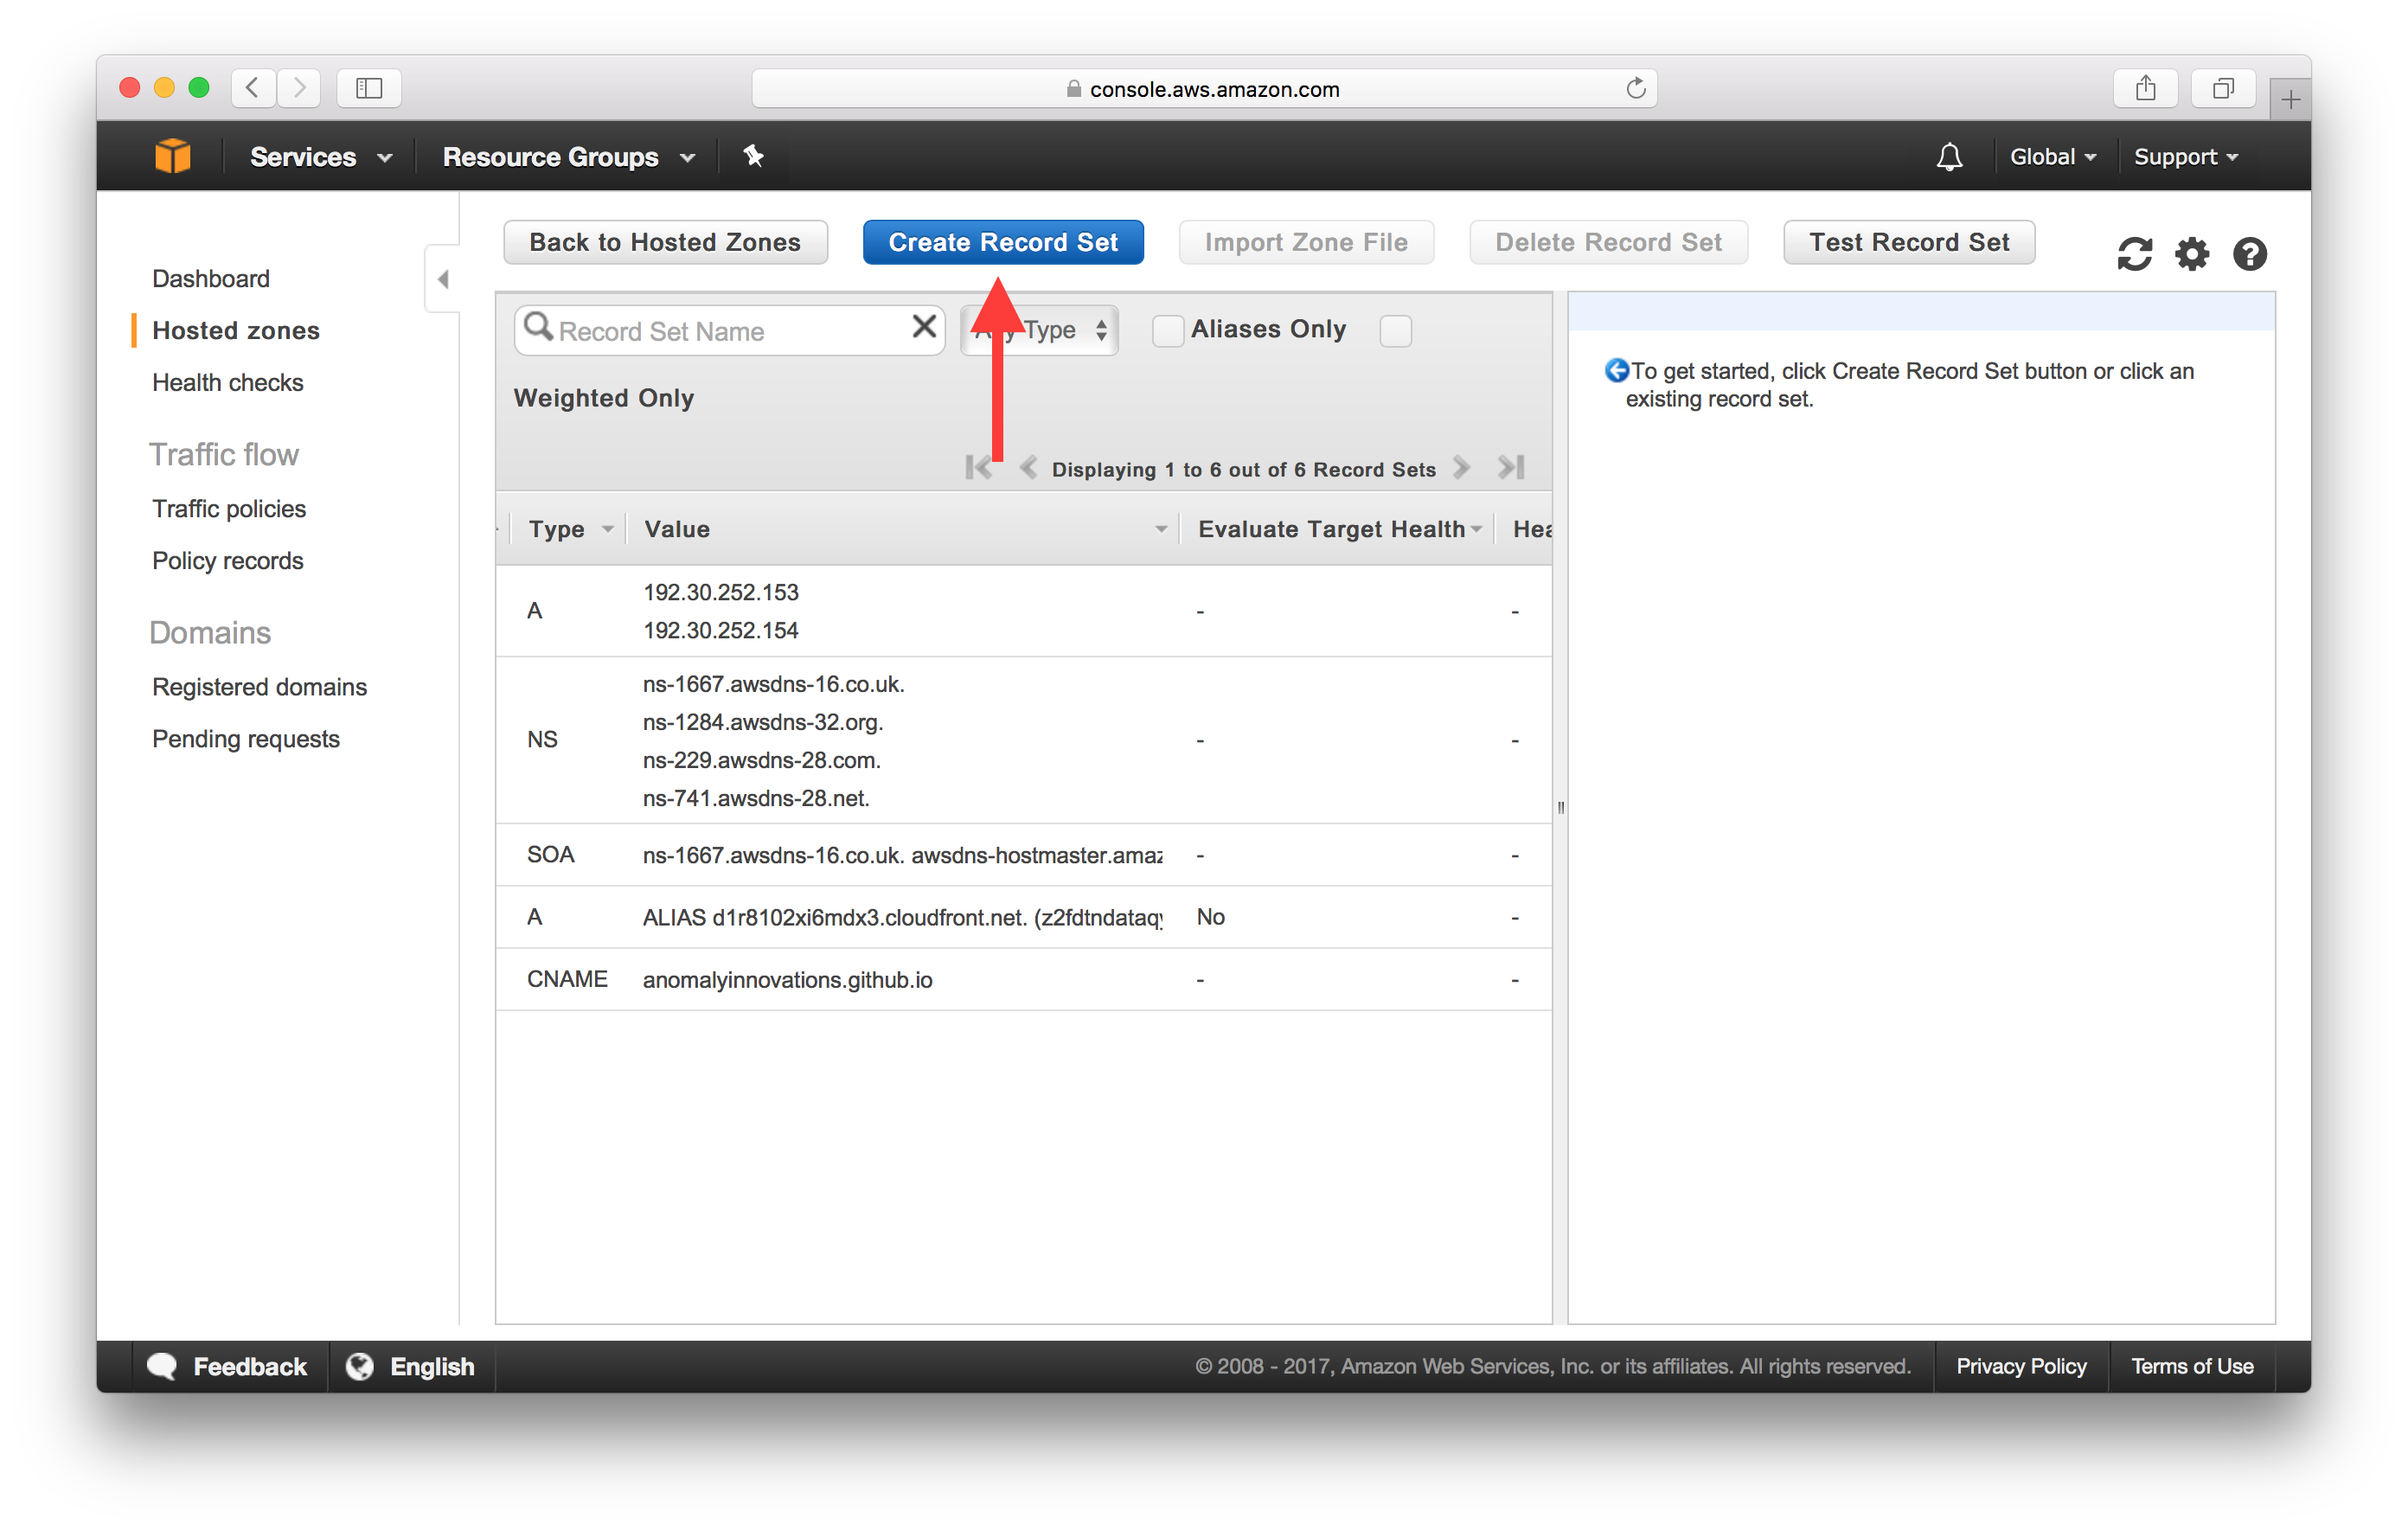 console.aws.amazon.com
Services
Resource Groups
Global
Support
Dashboard
Hosted zones
Health checks
Traffic flow
Traffic policies
Policy records
Domains
Registered domains
Pending requests
Back to Hosted Zones
Create Record Set
Import Zone File
Delete Record Set
Test Record Set
Record Set Name
Any Type
Aliases Only
Weighted Only
Displaying 1 to 6 out of 6 Record Sets
Type
Value
Evaluate Target Health
Hea
A
192.30.252.153
192.30.252.154
-
-
NS
ns-1667.awsdns-16.co.uk.
ns-1284.awsdns-32.org.
ns-229.awsdns-28.com.
ns-741.awsdns-28.net.
-
-
SOA
ns-1667.awsdns-16.co.uk. awsdns-hostmaster.amaz
-
-
A
ALIAS d1r8102xi6mdx3.cloudfront.net. (z2fdtndataqy
No
-
CNAME
anomalyinnovations.github.io
-
-
To get started, click Create Record Set button or click an
existing record set.
Feedback
English
© 2008 - 2017, Amazon Web Services, Inc. or its affiliates. All rights reserved.
Privacy Policy
Terms of Use